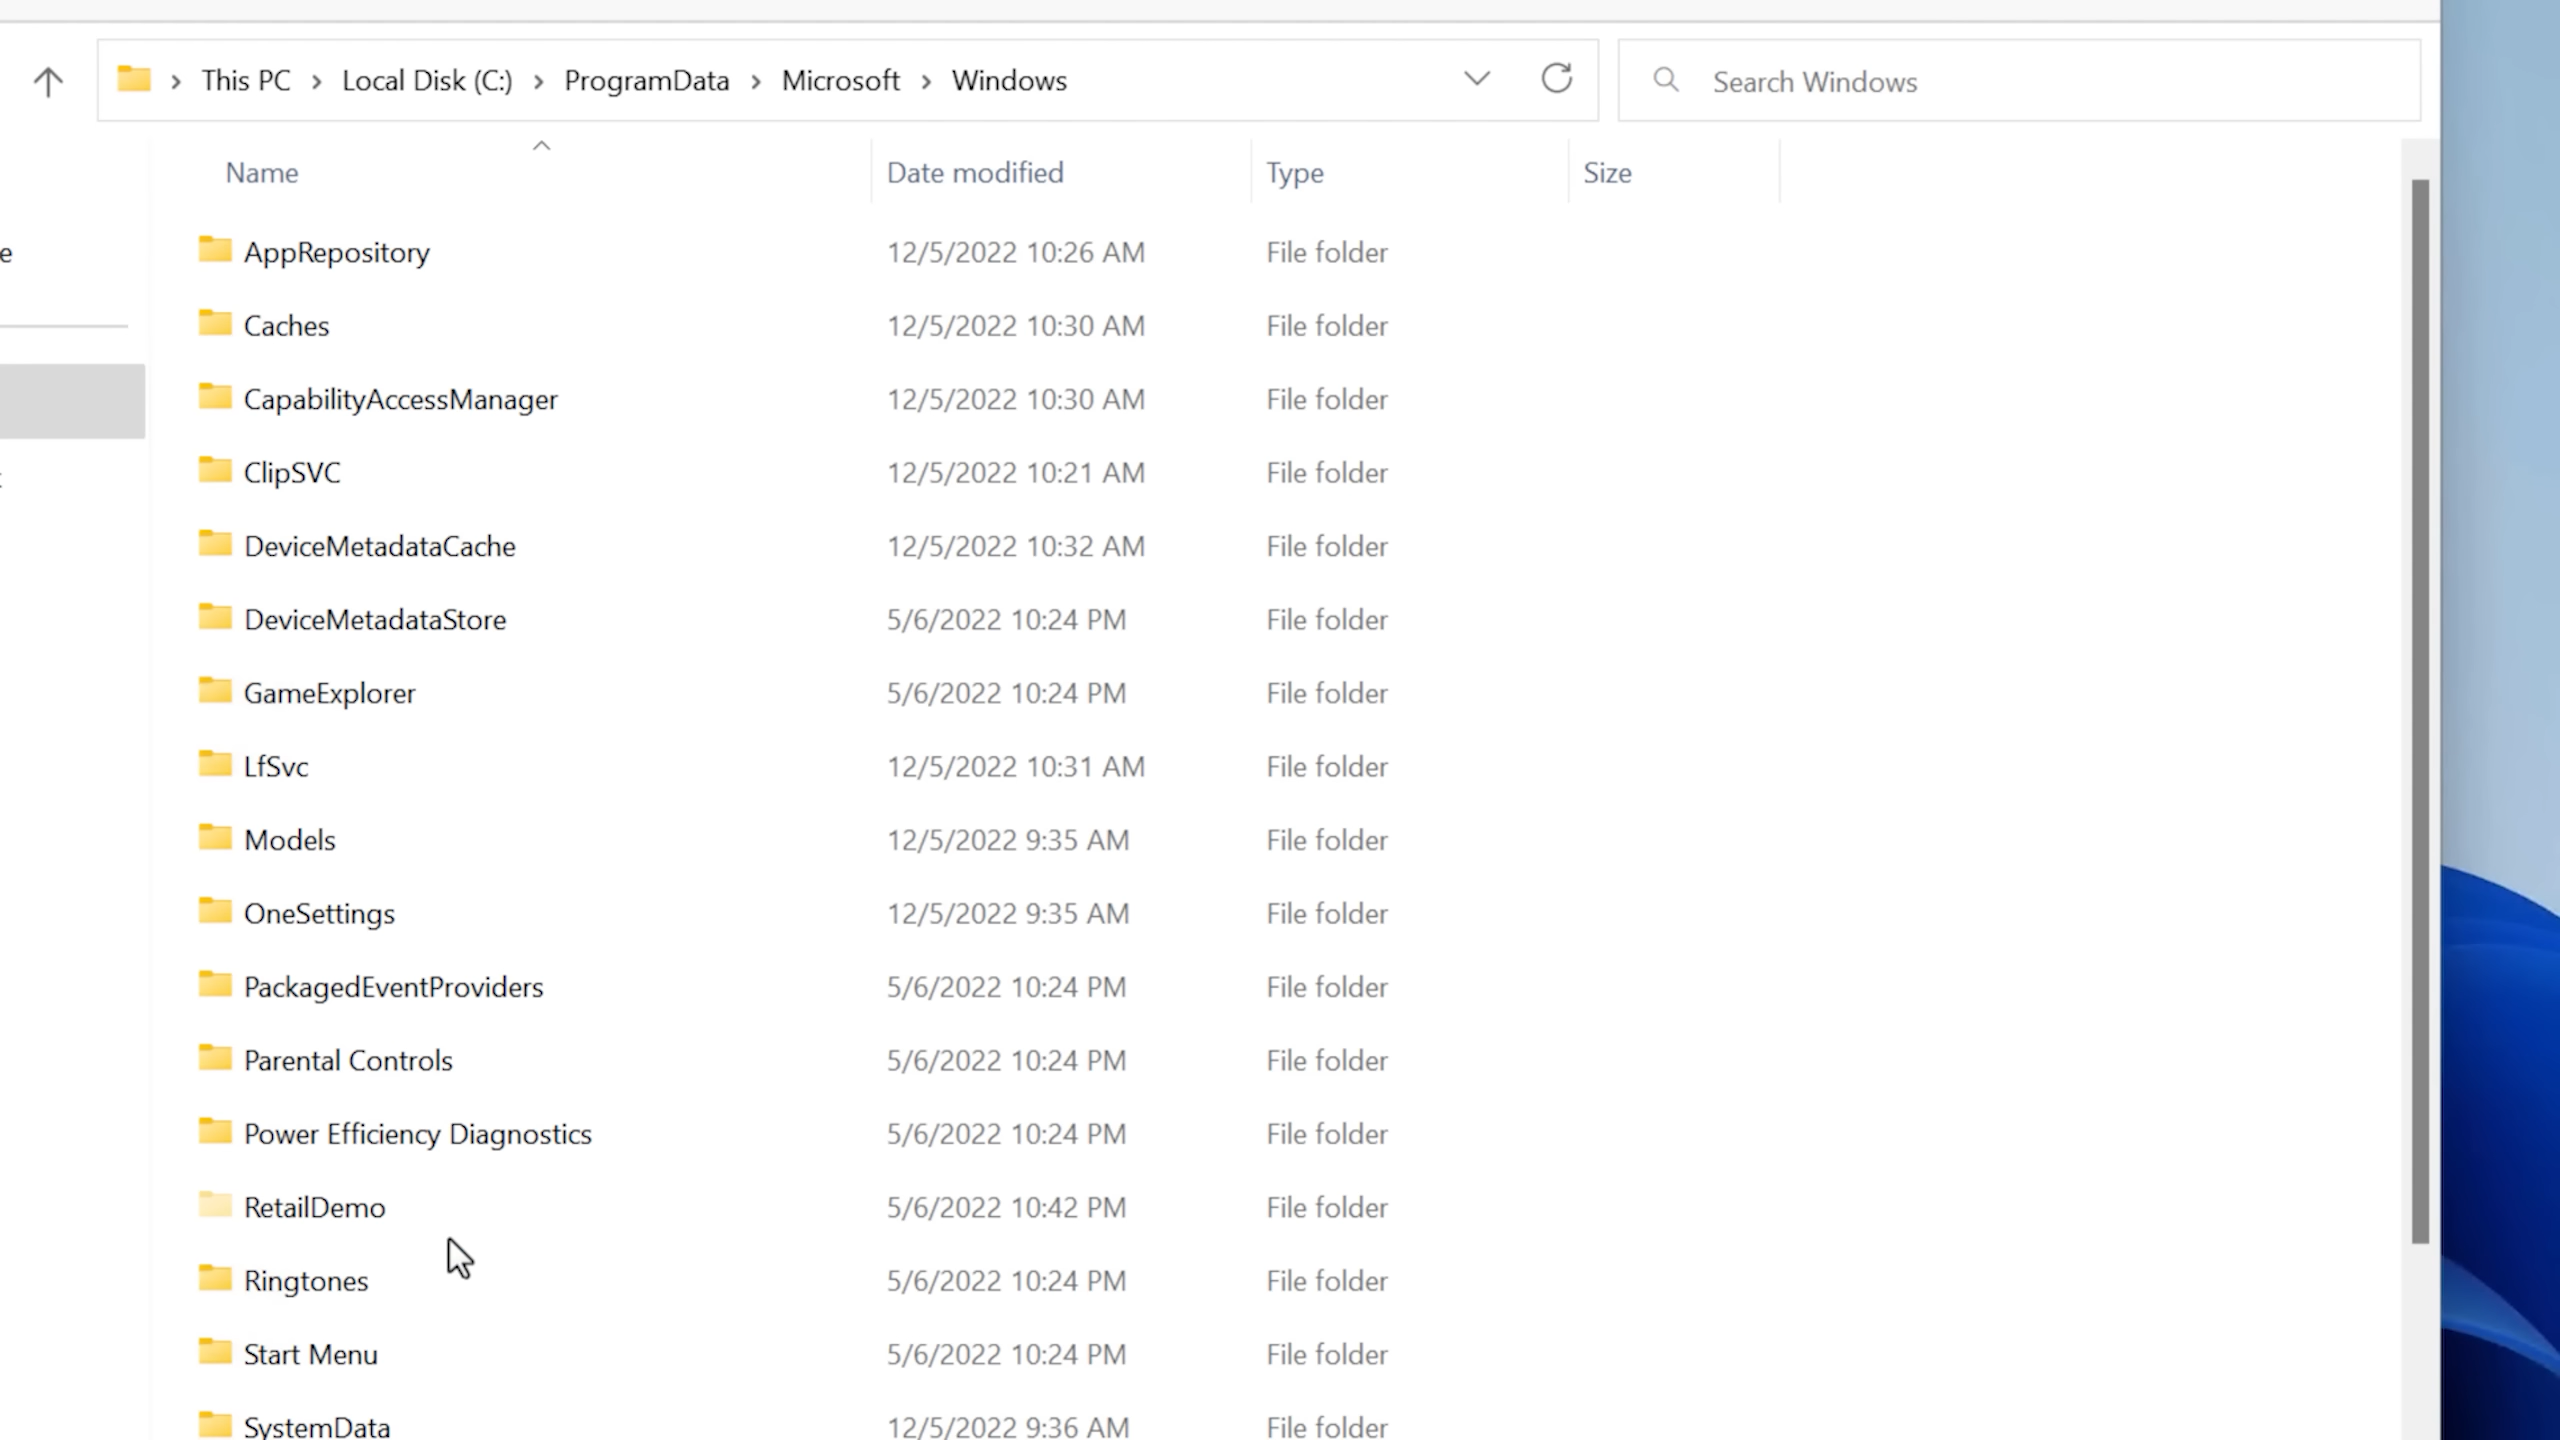 This PC > Local Disk (C:) > ProgramData > Microsoft > Windows
Search Windows
Name Date modified Type Size
AppRepository 12/5/2022 10:26 AM File folder
e
Caches 12/5/2022 10:30 AM File folder
CapabilityAccessManager 12/5/2022 10:30 AM File folder
ClipSVC 12/5/2022 10:21 AM File folder
DeviceMetadataCache 12/5/2022 10:32 AM File folder
DeviceMetadataStore 5/6/2022 10:24 PM File folder
GameExplorer 5/6/2022 10:24 PM File folder
LfSvc 12/5/2022 10:31 AM File folder
Models 12/5/2022 9:35 AM File folder
OneSettings 12/5/2022 9:35 AM File folder
PackagedEventProviders 5/6/2022 10:24 PM File folder
Parental Controls 5/6/2022 10:24 PM File folder
Power Efficiency Diagnostics 5/6/2022 10:24 PM File folder
RetailDemo 5/6/2022 10:42 PM File folder
Ringtones 5/6/2022 10:24 PM File folder
Start Menu 5/6/2022 10:24 PM File folder
SystemData 12/5/2022 9:36 AM File folder